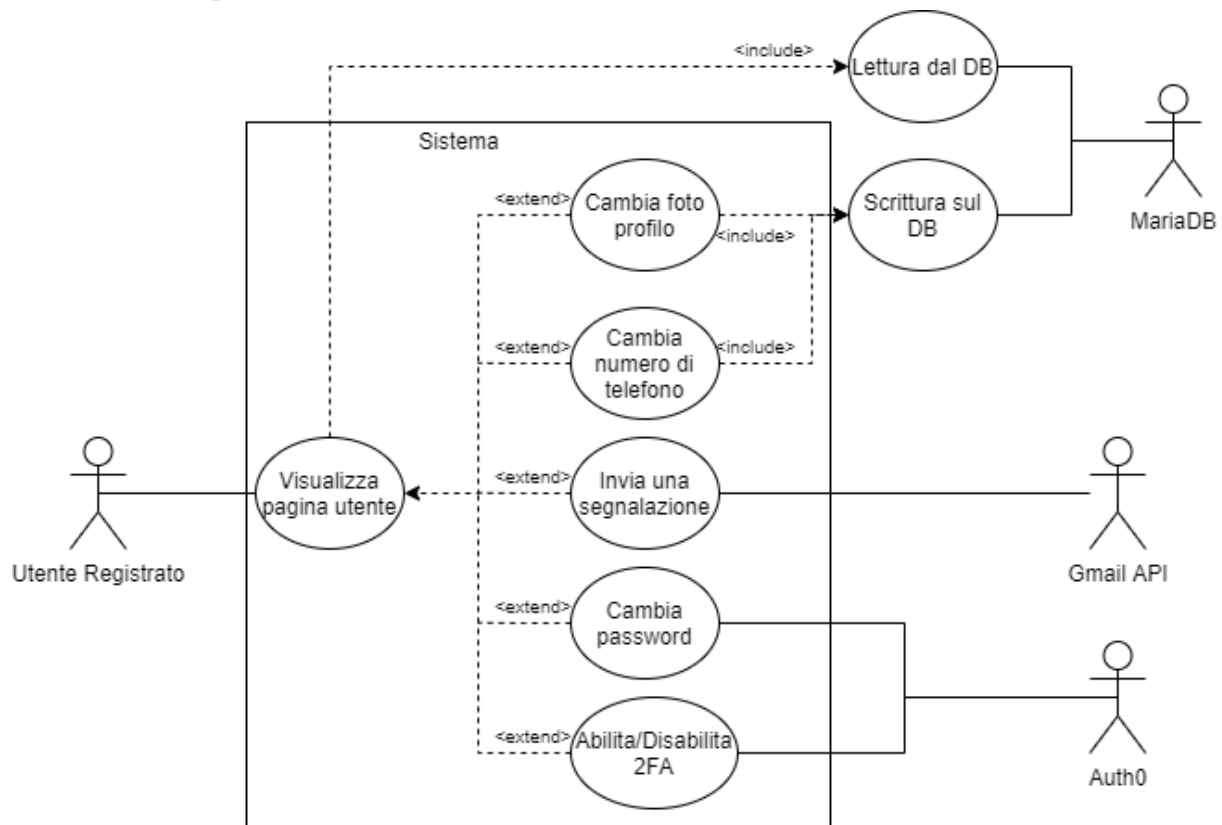 <include>
Lettura dal DB
Sistema
<extend>
Cambia foto
profilo
<include>
Scrittura sul
DB
MariaDB
<extend>
Cambia
numero di
telefono
<include>
Utente Registrato
Visualizza
pagina utente
<extend>
Invia una
segnalazione
Gmail API
<extend>
Cambia
password
<extend>
Abilita/Disabilita
2FA
Auth0